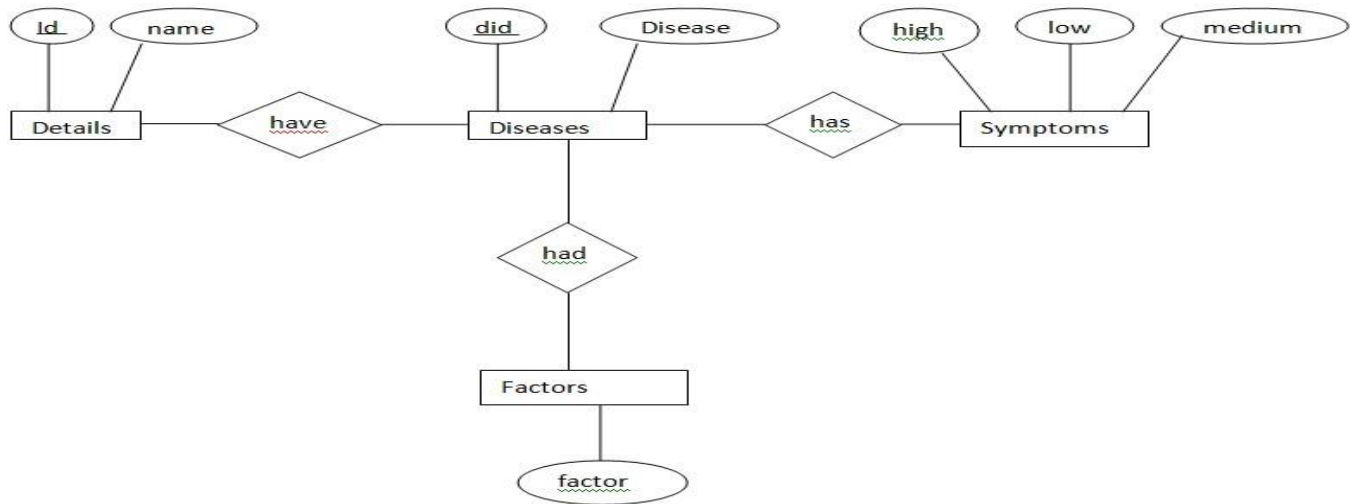 Id
name
did
Disease
high
low
medium
Details
have
Diseases
has
Symptoms
had
Factors
factor